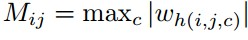 M_{ij} = max_c |w_{h(i,j,c)}|